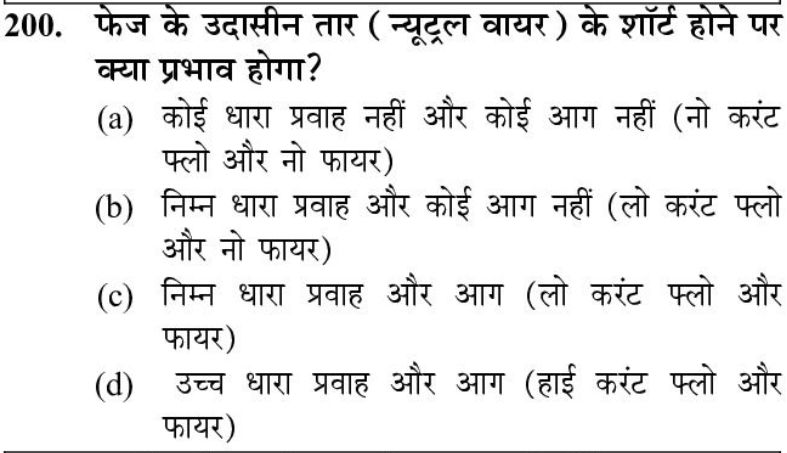 200. फेज के उदासीन तार ( न्यूट्रल वायर ) के शॉर्ट होने पर
क्या प्रभाव होगा?
(a) कोई धारा प्रवाह नहीं और कोई आग नहीं (नो करंट
फ्लो और नो फायर)
(b) निम्न धारा प्रवाह और कोई आग नहीं (लो करंट फ्लो
और नो फायर)
(c) निम्न धारा प्रवाह और आग (लो करंट फ्लो और
फायर)
(d) उच्च धारा प्रवाह और आग (हाई करंट फ्लो और
फायर)